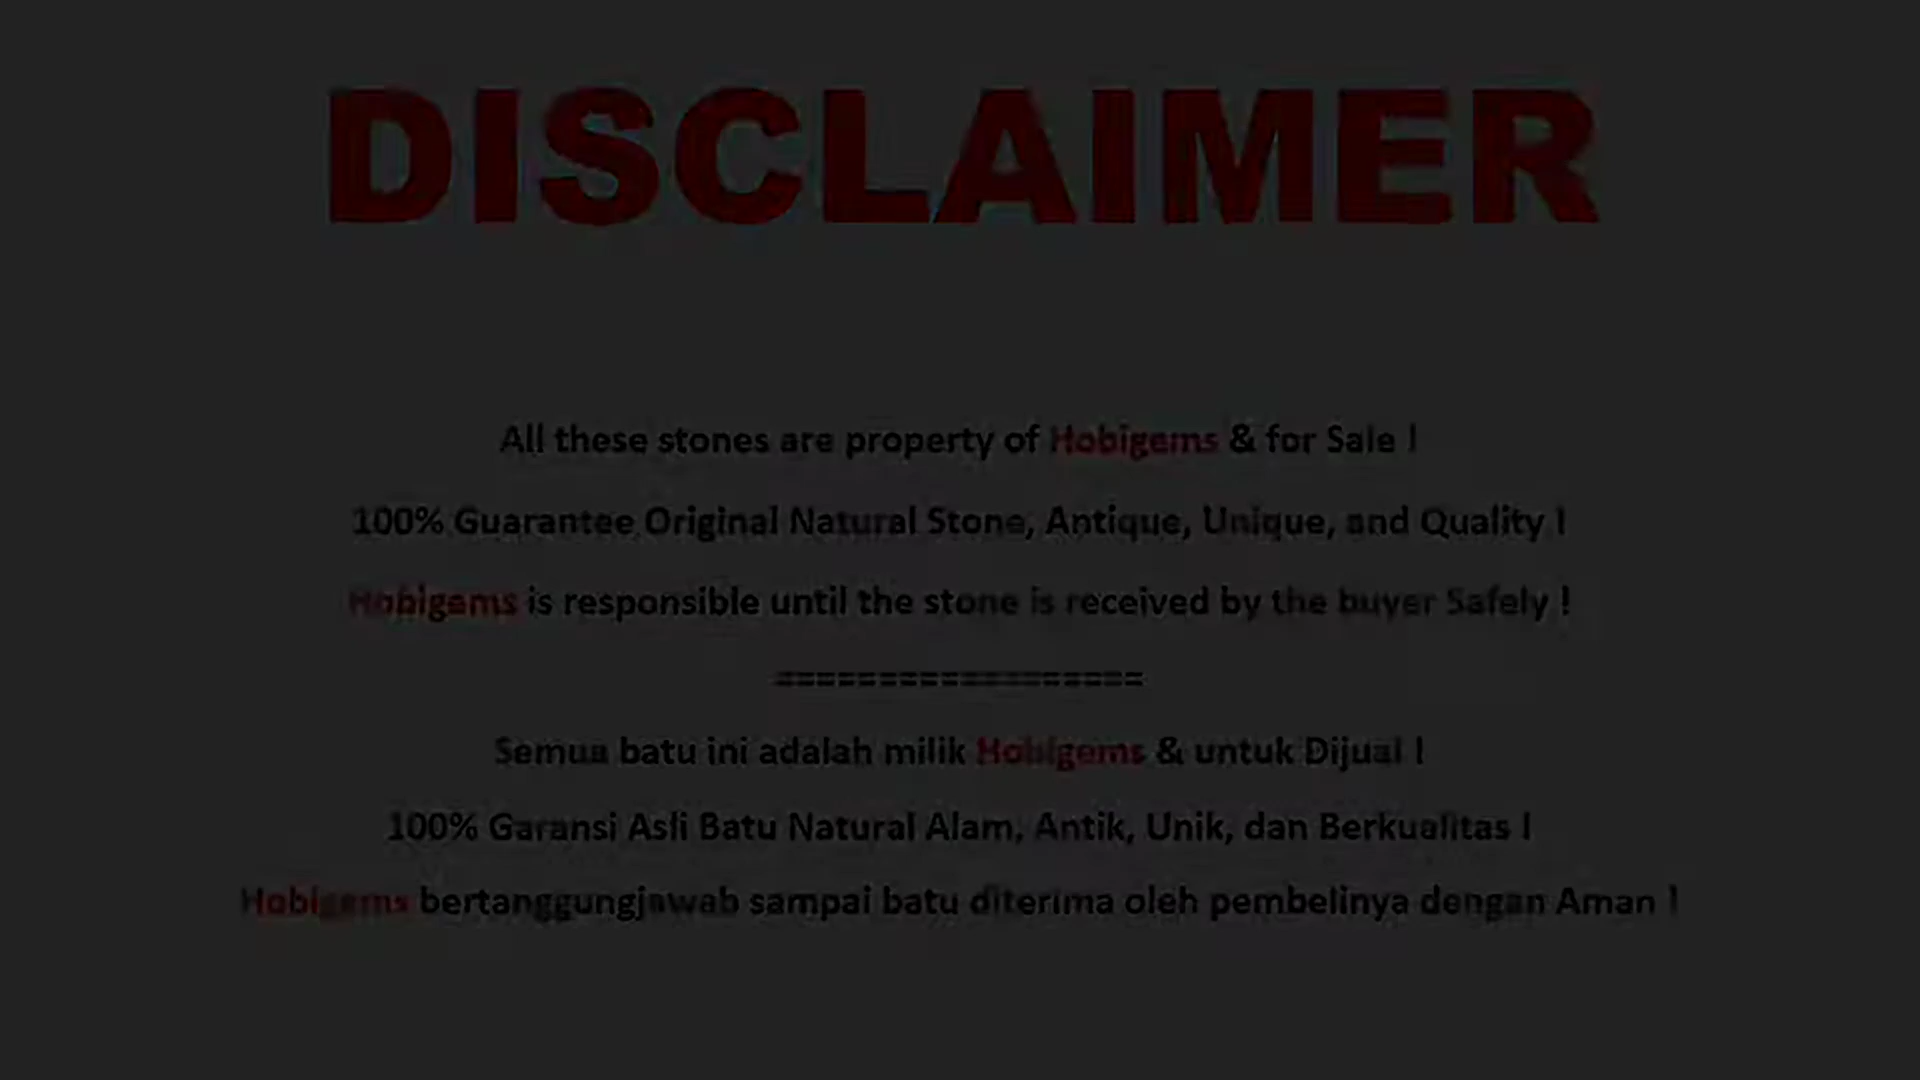 DISCLAIMER
All these stones are property of Hobigems & for Sale !
100% Guarantee Original Natural Stone, Antique, Unique, and Quality !
Hobigems is responsible until the stone is received by the buyer Safely !
==================
Semua batu ini adalah milik Hobigems & untuk Dijual !
100% Garansi Asli Batu Natural Alam, Antik, Unik, dan Berkualitas !
Hobigems bertanggungjawab sampai batu diterima oleh pembelinya dengan Aman !